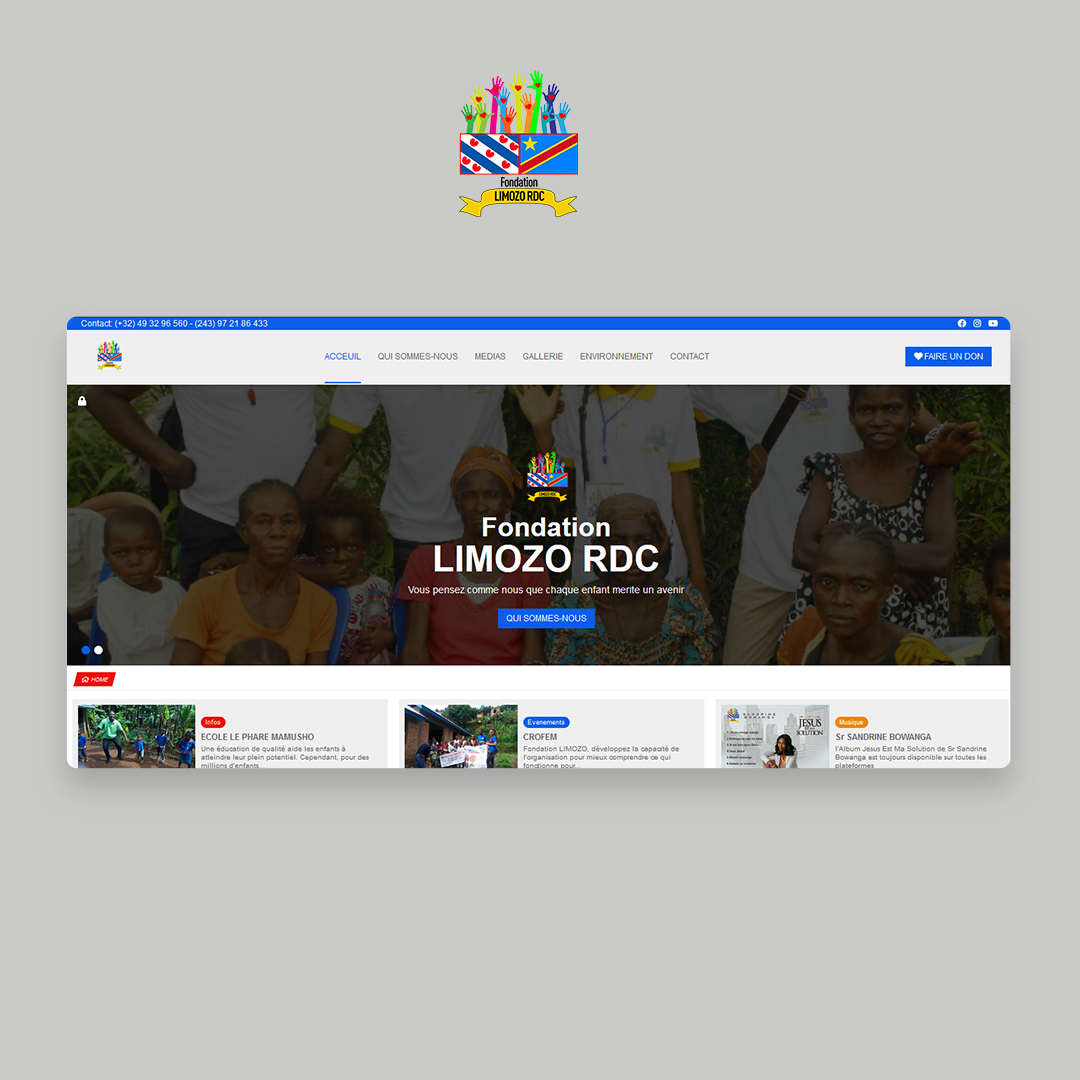 Fondation
LIMOZO RDC
Contact: (+32) 49 32 96 560 - (243) 97 21 86 433
ACCEUIL
QUI SOMMES-NOUS
MEDIAS
GALLERIE
ENVIRONNEMENT
CONTACT
FAIRE UN DON
LIMOZO RDC
Fondation
LIMOZO RDC
Vous pensez comme nous que chaque enfant merite un avenir
QUI SOMMES-NOUS
HOME
Infos
ECOLE LE PHARE MAMUSHO
Une éducation de qualité aide les enfants à
atteindre leur plein potentiel. Cependant, pour des
millions d'enfants...
Evenements
CROFEM
Fondation LIMOZO, développez la capacité de
l'organisation pour mieux comprendre ce qui
fonctionne pour...
SANDRINE
BOWANGA
JESUS
SOLUTION
Musique
Sr SANDRINE BOWANGA
l'Album Jesus Est Ma Solution de Sr Sandrine
Bowanga est toujours disponible sur toutes les
plateformes